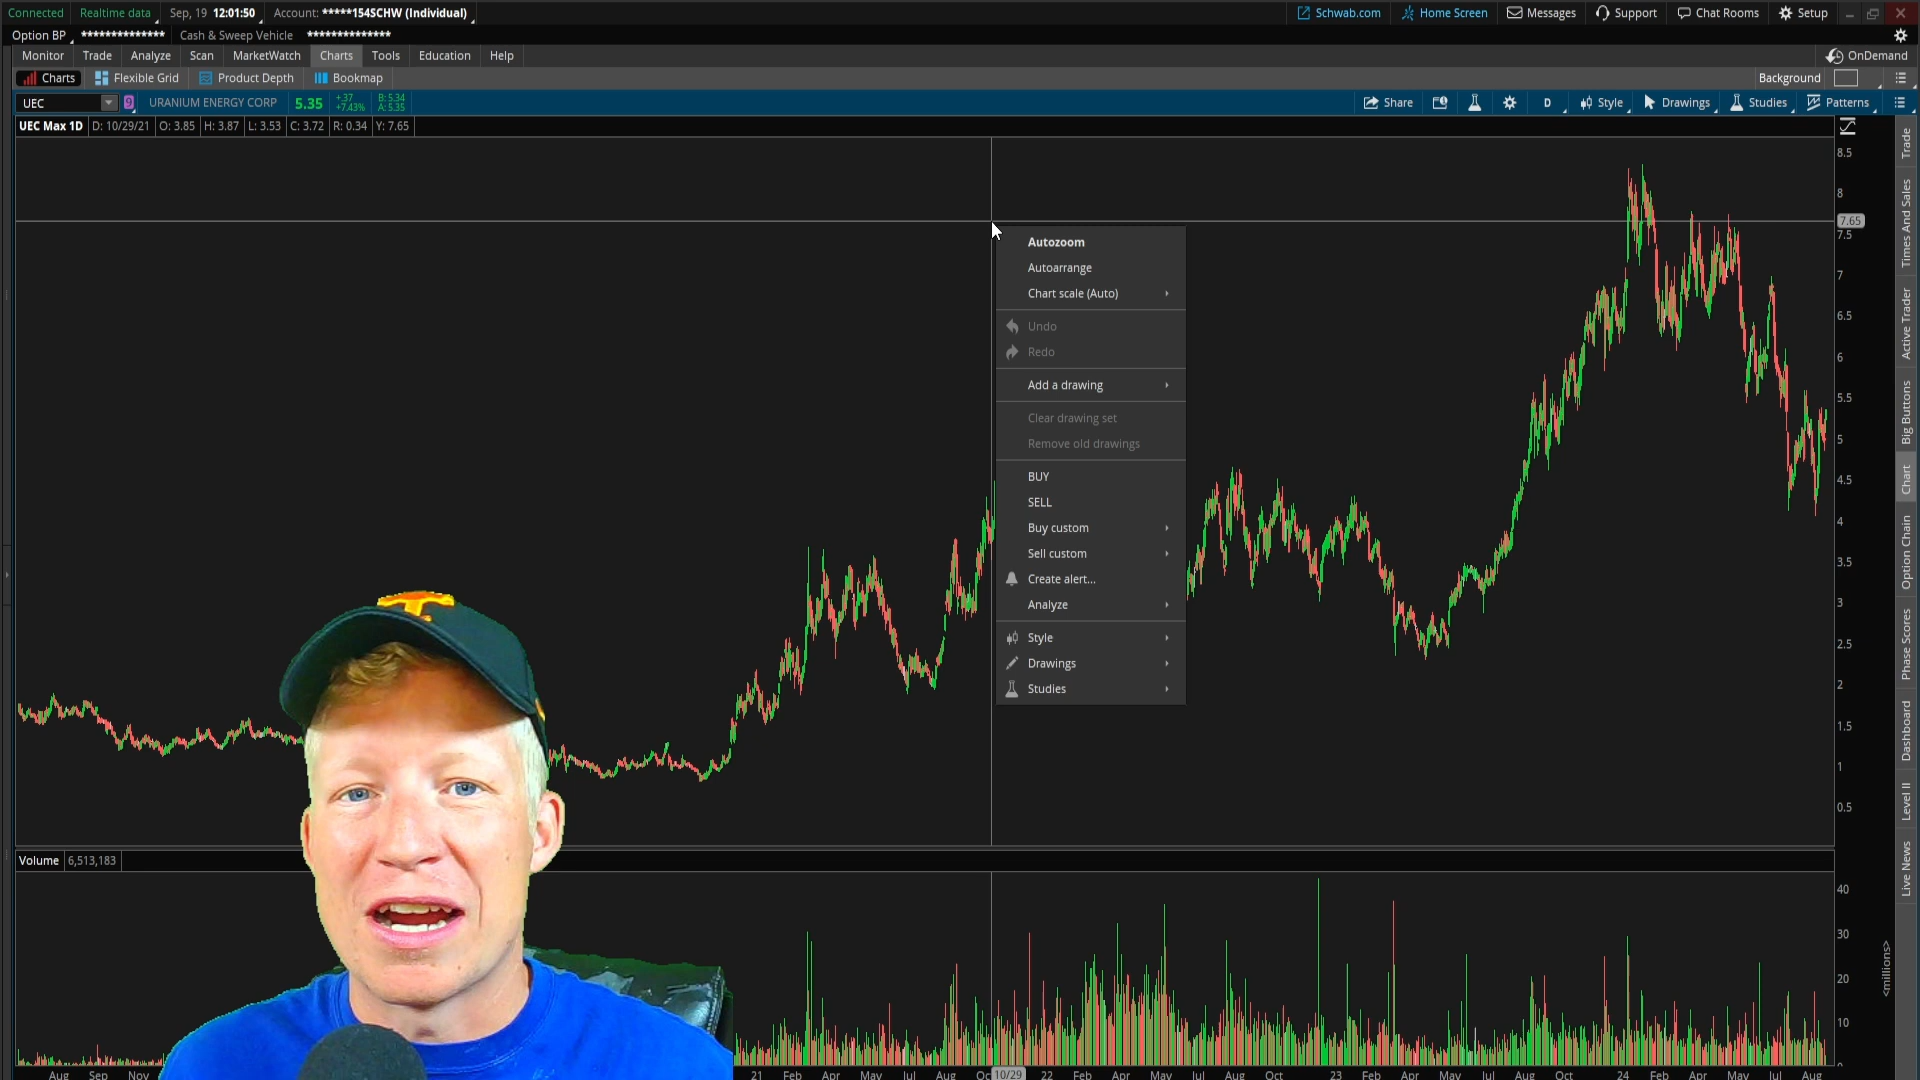 Connected Realtime data Sep, 19 12:01:50 Account: *****154SCHW (Individual) Schwab.com Home Screen Messages Support Chat Rooms Setup
Option BP ************** Cash & Sweep Vehicle **************
Monitor Trade Analyze Scan MarketWatch Charts Tools Education Help OnDemand
Charts Flexible Grid Product Depth Bookmap Background
UEC 9 URANIUM ENERGY CORP 5.35 +.37 +7.43% B: 5.34 A: 5.35 Share D Style Drawings Studies Patterns
UEC Max 1D D: 10/29/21 O: 3.85 H: 3.87 L: 3.53 C: 3.72 R: 0.34 Y: 7.65
8.5
8
7.65
7.5
7
6.5
6
5.5
5
4.5
4
3.5
3
2.5
2
1.5
1
0.5
Autozoom
Autoarrange
Chart scale (Auto)
Undo
Redo
Add a drawing
Clear drawing set
Remove old drawings
BUY
SELL
Buy custom
Sell custom
Create alert...
Analyze
Style
Drawings
Studies
Trade
Times And Sales
Active Trader
Big Buttons
Chart
Option Chain
Phase Scores
Dashboard
Level II
Live News
T
Volume 6,513,183
40
30
20
10
<millions>
Aug Sep Nov 21 Feb Apr May Jul Aug Oc 10/29 22 Feb Apr May Jul Aug Oct 23 Feb Apr May Jul Aug Oct 24 Feb Apr May Jul Aug